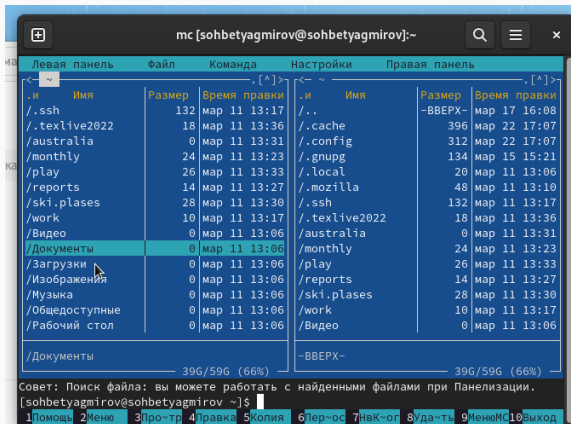 mc [sohbetyagmirov@sohbetyagmirov]:~
Левая панель Файл Команда Настройки Правая панель
<— ~ .[^]>
.и Имя Размер Время правки
/.ssh 132 мар 11 13:17
/.texlive2022 18 мар 11 13:36
/australia 0 мар 11 13:31
/monthly 24 мар 11 13:23
/play 26 мар 11 13:33
/reports 14 мар 11 13:27
/ski.plases 28 мар 11 13:30
/work 10 мар 11 13:17
/Видео 0 мар 11 13:06
/Документы 0 мар 11 13:06
/Загрузки 0 мар 11 13:06
/Изображения 0 мар 11 13:06
/Музыка 0 мар 11 13:06
/Общедоступные 0 мар 11 13:06
/Рабочий стол 0 мар 11 13:06
/Документы
39G/59G (66%)
<— ~ .[^]>
.и Имя Размер Время правки
/.. -ВВЕРХ- мар 17 16:08
/.cache 396 мар 22 17:07
/.config 312 мар 22 17:07
/.gnupg 134 мар 15 15:21
/.local 20 мар 11 13:06
/.mozilla 48 мар 11 13:10
/.ssh 132 мар 11 13:17
/.texlive2022 18 мар 11 13:36
/australia 0 мар 11 13:31
/monthly 24 мар 11 13:23
/play 26 мар 11 13:33
/reports 14 мар 11 13:27
/ski.plases 28 мар 11 13:30
/work 10 мар 11 13:17
/Видео 0 мар 11 13:06
-ВВЕРХ-
39G/59G (66%)
Совет: Поиск файла: вы можете работать с найденными файлами при Панелизации.
[sohbetyagmirov@sohbetyagmirov ~]$
1Помощь 2Меню 3Про~тр 4Правка 5Копия 6Пер~ос 7НвК~ог 8Уда~ть 9МенюМС 10Выход